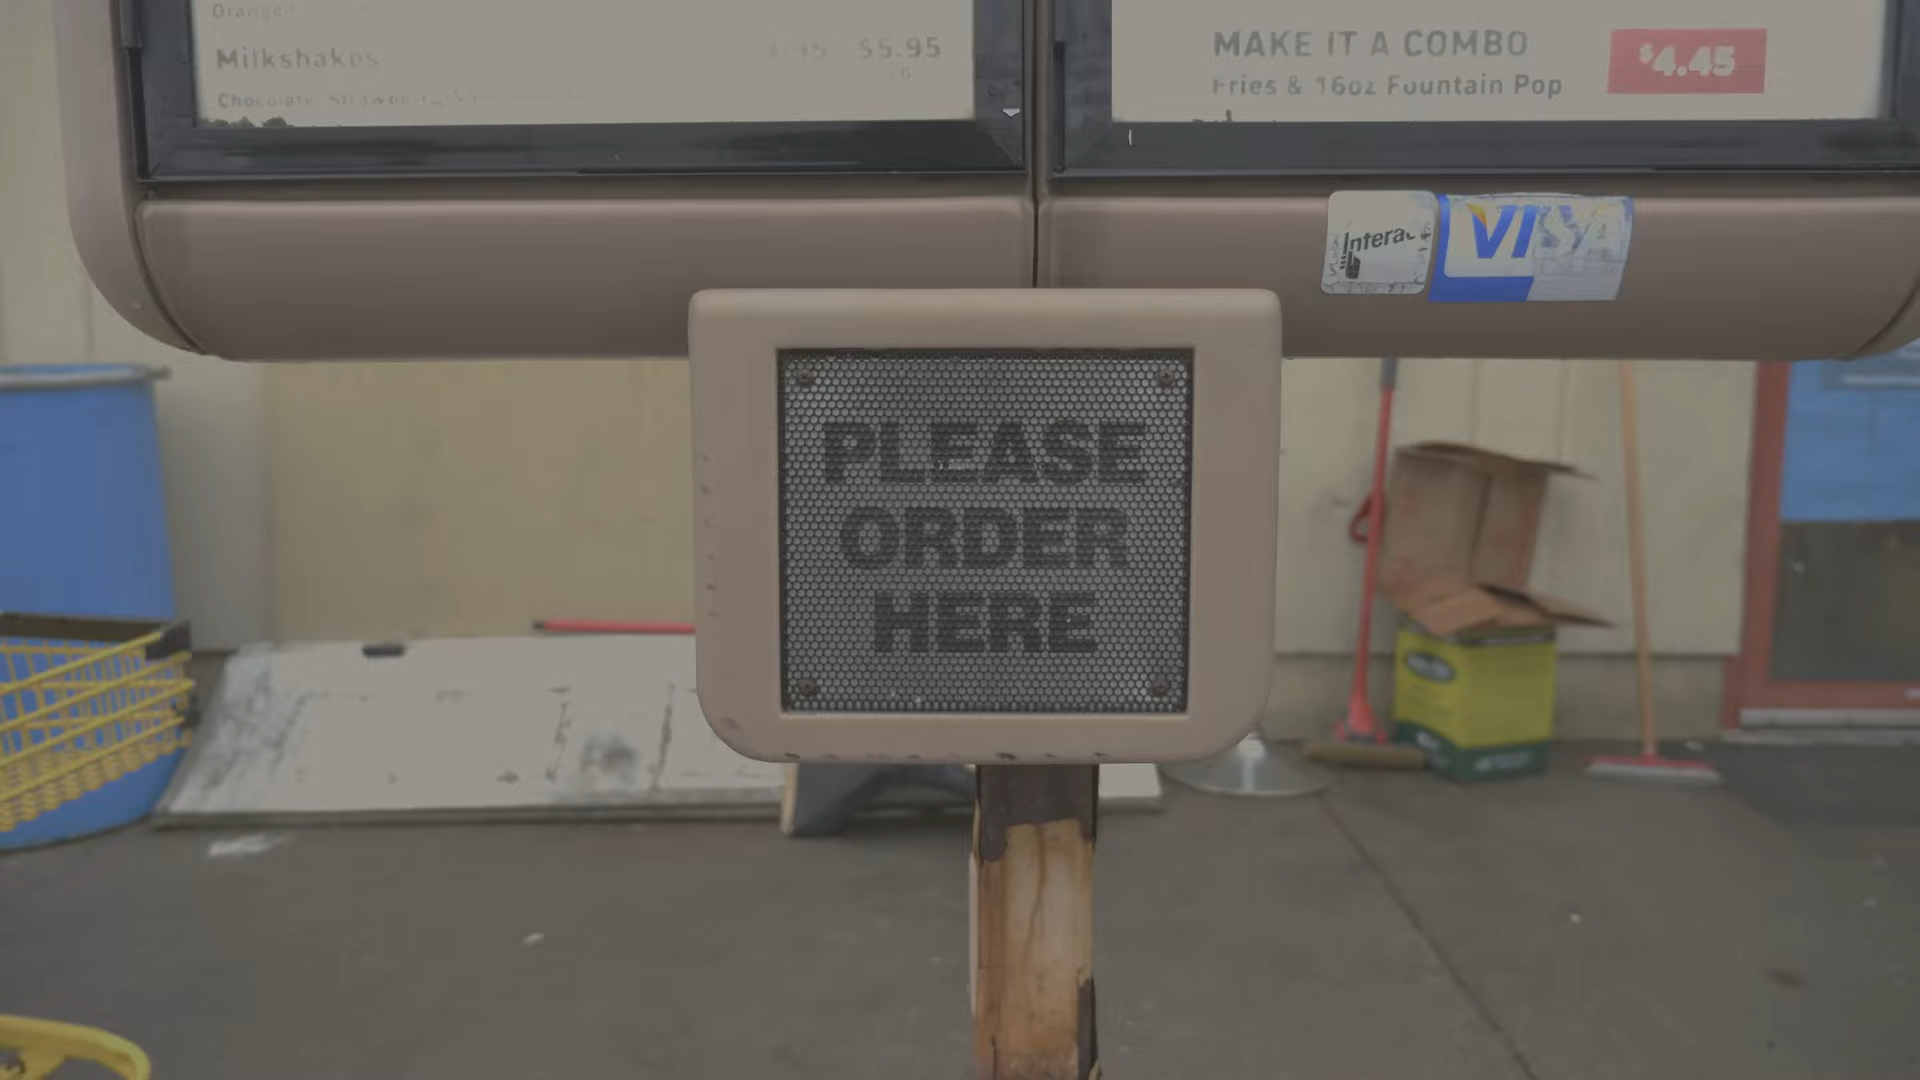 Milkshakes
$5.95
MAKE IT A COMBO
$4.45
Fries & 16oz Fountain Pop
Interac
VISA
PLEASE
ORDER
HERE